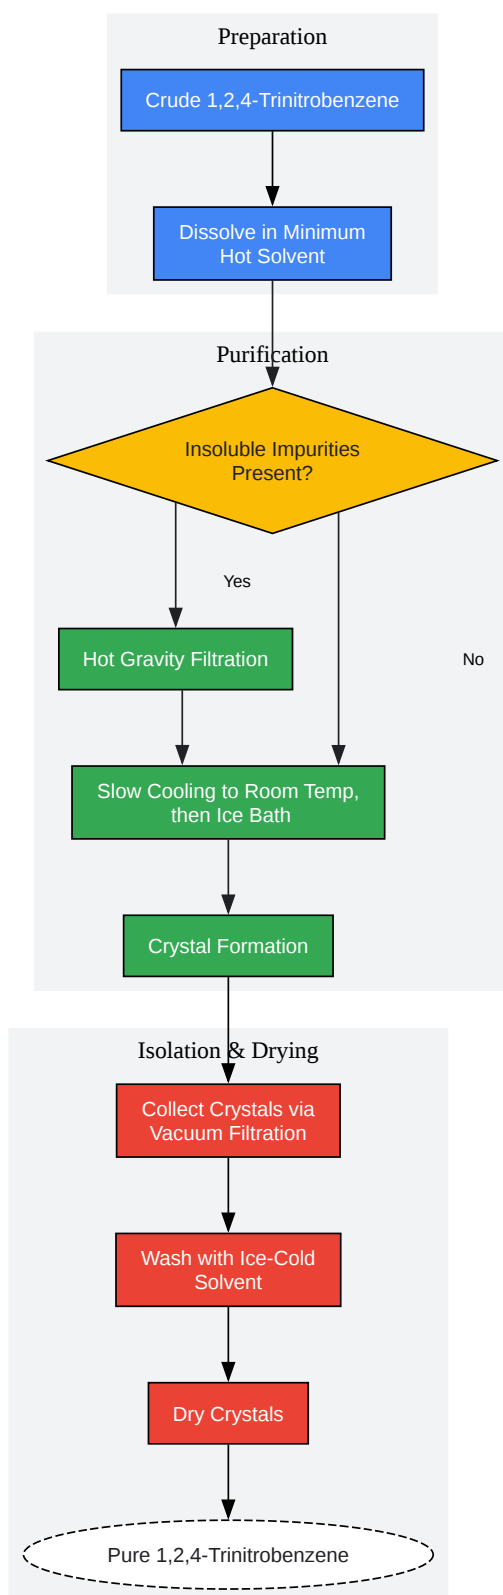 Preparation
Crude 1,2,4-Trinitrobenzene
Dissolve in Minimum
Hot Solvent
Purification
Insoluble Impurities
Present?
Yes
Hot Gravity Filtration
No
Slow Cooling to Room Temp,
then Ice Bath
Crystal Formation
Isolation & Drying
Collect Crystals via
Vacuum Filtration
Wash with Ice-Cold
Solvent
Dry Crystals
Pure 1,2,4-Trinitrobenzene